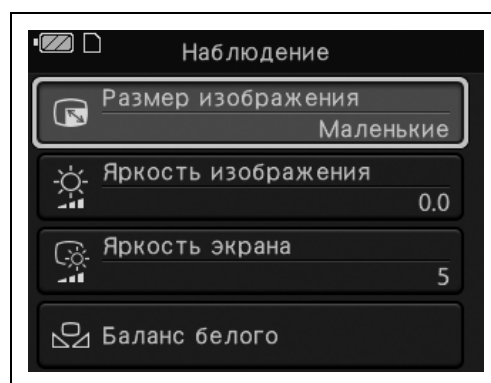 Наблюдение
Размер изображения
Маленькие
Яркость изображения
0.0
Яркость экрана
5
Баланс белого